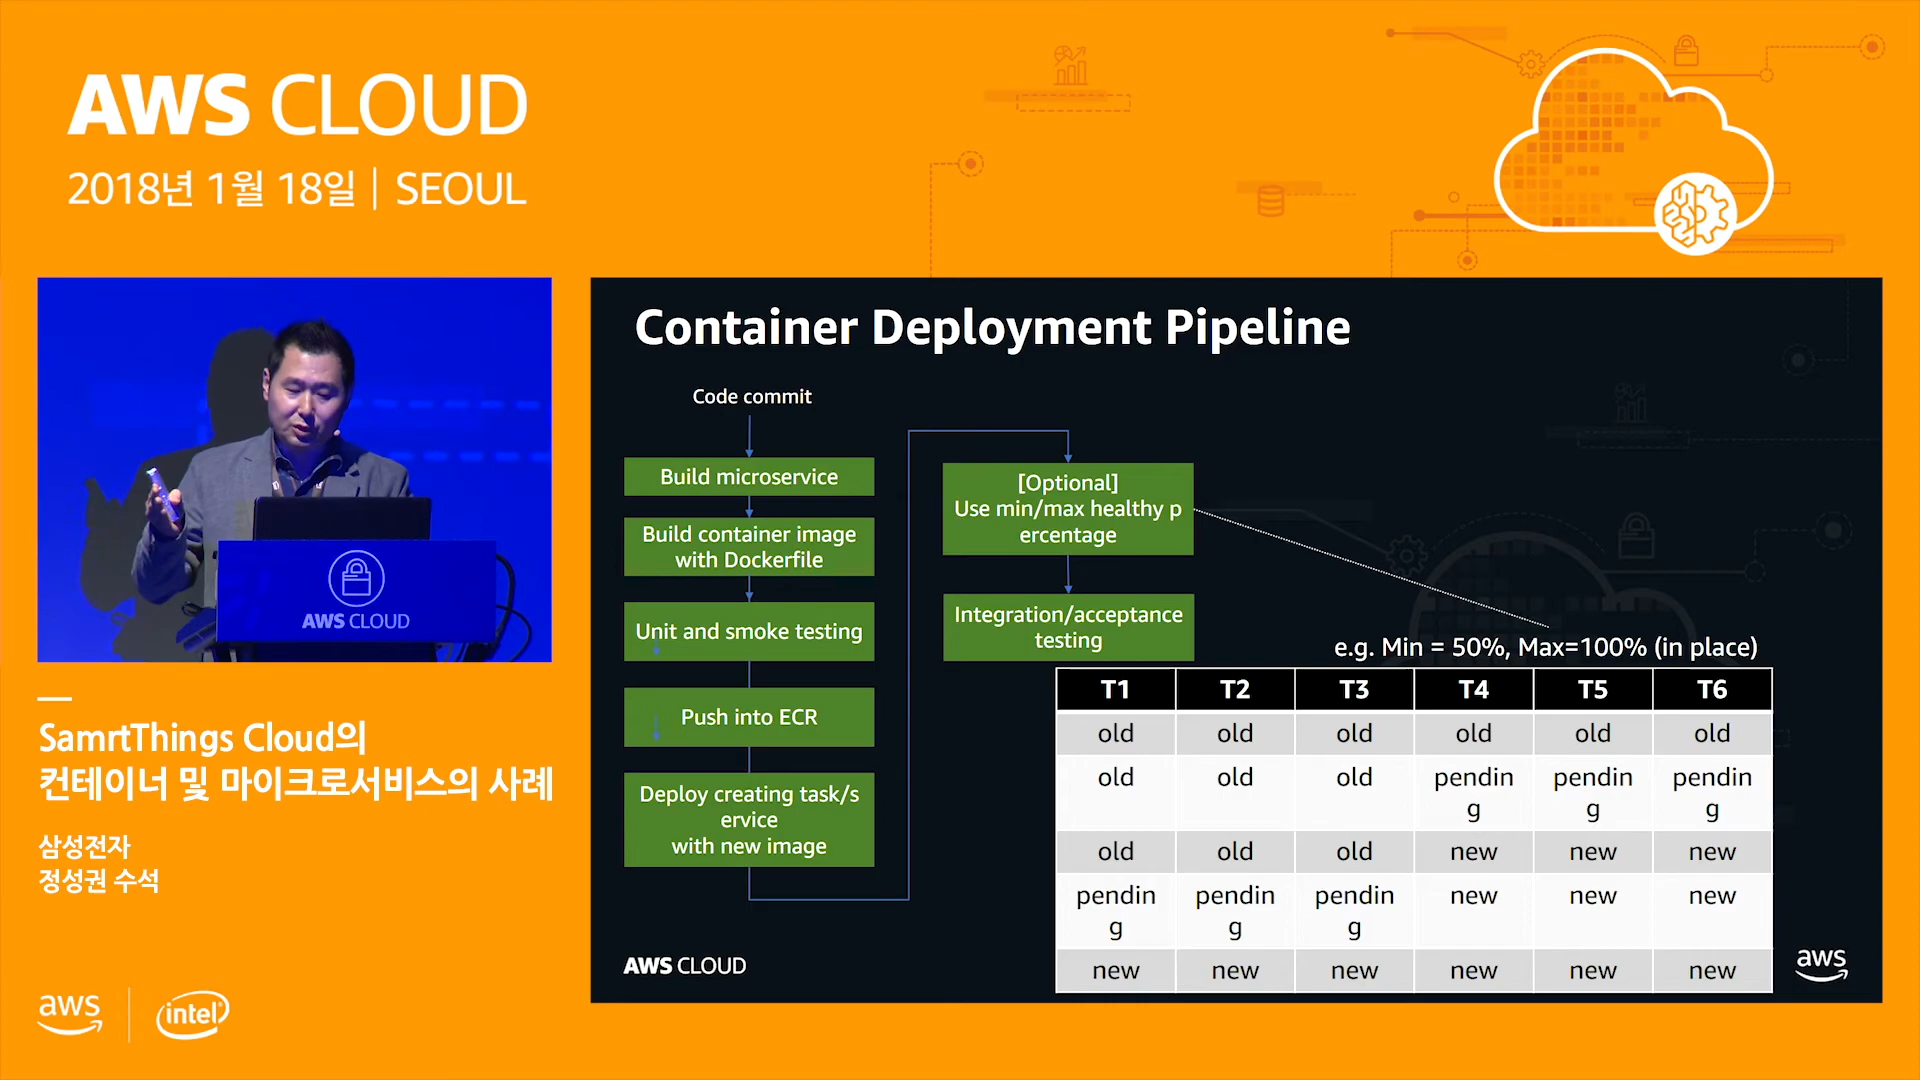 AWS CLOUD
2018년 1월 18일 | SEOUL
AWS CLOUD
SamrtThings Cloud의
컨테이너 및 마이크로서비스의 사례
삼성전자
정성권 수석
aws
intel
Container Deployment Pipeline
Code commit
Build microservice
Build container image
with Dockerfile
Unit and smoke testing
Push into ECR
Deploy creating task/s
ervice
with new image
[Optional]
Use min/max healthy p
ercentage
Integration/acceptance
testing
e.g. Min = 50%, Max=100% (in place)
T1 T2 T3 T4 T5 T6
old old old old old old
old old old pendin pendin pendin
g g g
old old old new new new
pendin pendin pendin new new new
g g g
new new new new new new
AWS CLOUD
aws